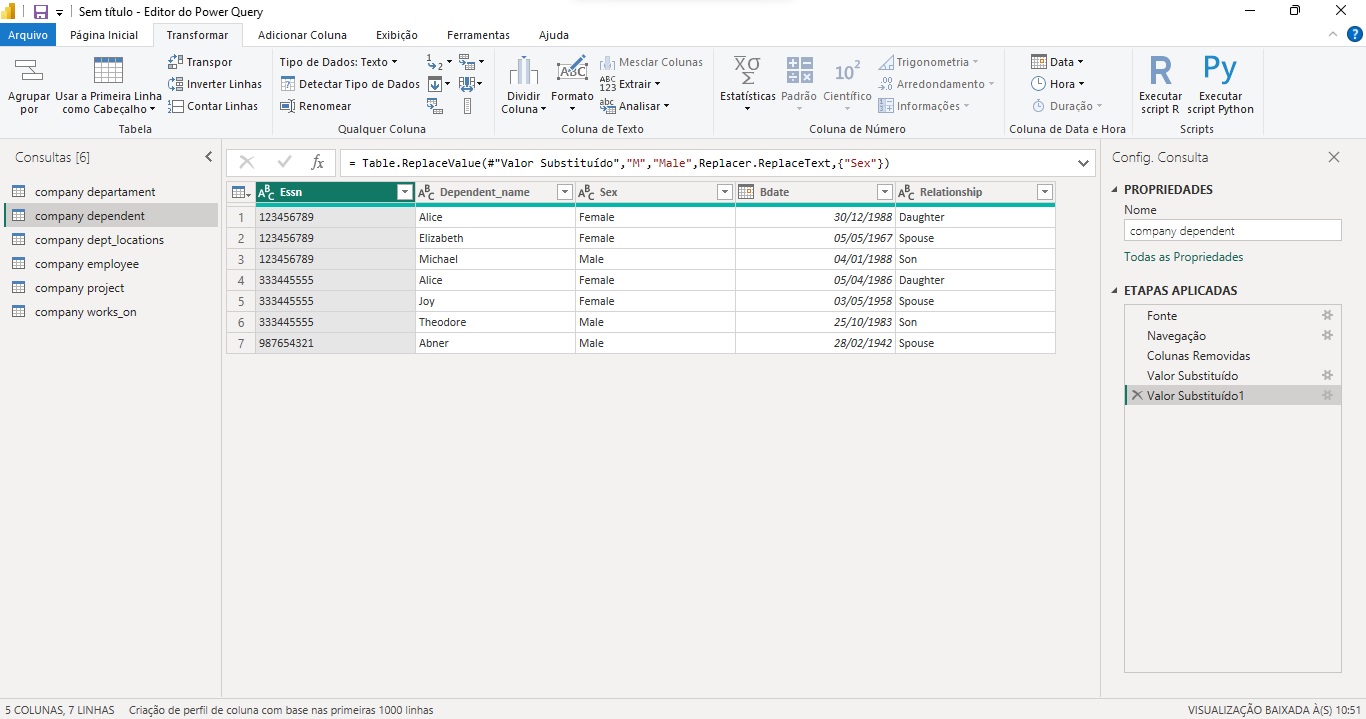 Sem título - Editor do Power Query
Arquivo Página Inicial Transformar Adicionar Coluna Exibição Ferramentas Ajuda
Agrupar por
Usar a Primeira Linha como Cabeçalho
Transpor
Inverter Linhas
Contar Linhas
Tabela
Tipo de Dados: Texto
Detectar Tipo de Dados
Renomear
Qualquer Coluna
Dividir Coluna
Formato
Mesclar Colunas
Extrair
Analisar
Coluna de Texto
Estatísticas
Padrão
Científico
Trigonometria
Arredondamento
Informações
Coluna de Número
Data
Hora
Duração
Coluna de Data e Hora
Executar script R
Executar script Python
Scripts
Consultas [6]
company departament
company dependent
company dept_locations
company employee
company project
company works_on
= Table.ReplaceValue(#"Valor Substituído","M","Male",Replacer.ReplaceText,{"Sex"})
Essn Dependent_name Sex Bdate Relationship
1 123456789 Alice Female 30/12/1988 Daughter
2 123456789 Elizabeth Female 05/05/1967 Spouse
3 123456789 Michael Male 04/01/1988 Son
4 333445555 Alice Female 05/04/1986 Daughter
5 333445555 Joy Female 03/05/1958 Spouse
6 333445555 Theodore Male 25/10/1983 Son
7 987654321 Abner Male 28/02/1942 Spouse
Config. Consulta
PROPRIEDADES
Nome
company dependent
Todas as Propriedades
ETAPAS APLICADAS
Fonte
Navegação
Colunas Removidas
Valor Substituído
Valor Substituído1
5 COLUNAS, 7 LINHAS Criação de perfil de coluna com base nas primeiras 1000 linhas
VISUALIZAÇÃO BAIXADA À(S) 10:51